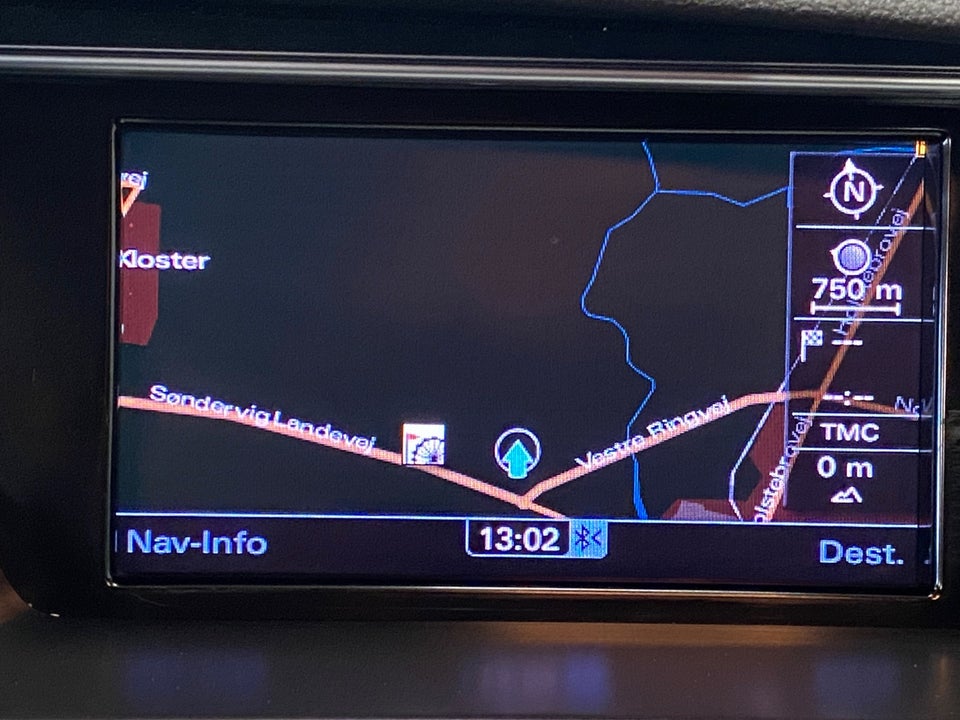 N
Kloster
750 m
Søndervig Landevej
Vestre Ringvej
--:--
TMC
0 m
Nav-Info
13:02
Dest.